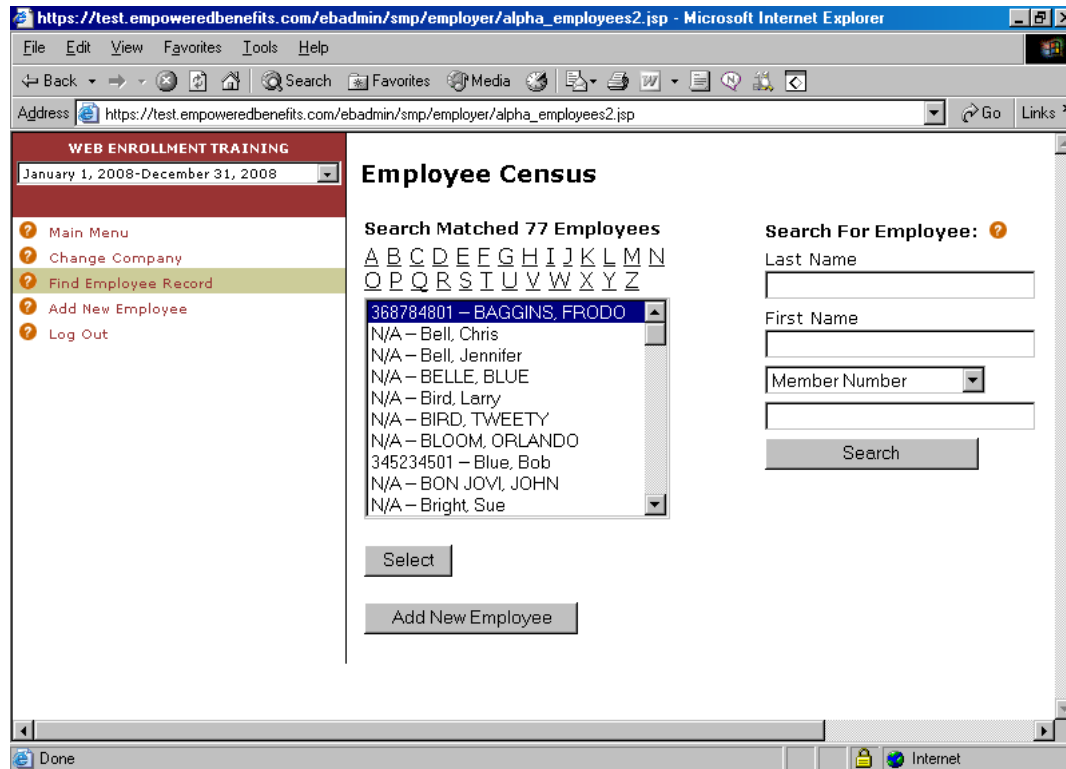 https://test.empoweredbenefits.com/ebadmin/smp/employer/alpha_employees2.jsp - Microsoft Internet Explorer
File Edit View Favorites Tools Help
Back Search Favorites Media
Address https://test.empoweredbenefits.com/ebadmin/smp/employer/alpha_employees2.jsp Go Links
WEB ENROLLMENT TRAINING
January 1, 2008-December 31, 2008
Main Menu
Change Company
Find Employee Record
Add New Employee
Log Out
Employee Census
Search Matched 77 Employees
A B C D E F G H I J K L M N
O P Q R S T U V W X Y Z
368784801 – BAGGINS, FRODO
N/A – Bell, Chris
N/A – Bell, Jennifer
N/A – BELLE, BLUE
N/A – Bird, Larry
N/A – BIRD, TWEETY
N/A – BLOOM, ORLANDO
345234501 – Blue, Bob
N/A – BON JOVI, JOHN
N/A – Bright, Sue
Select
Add New Employee
Search For Employee:
Last Name
First Name
Member Number
Search
Done
Internet